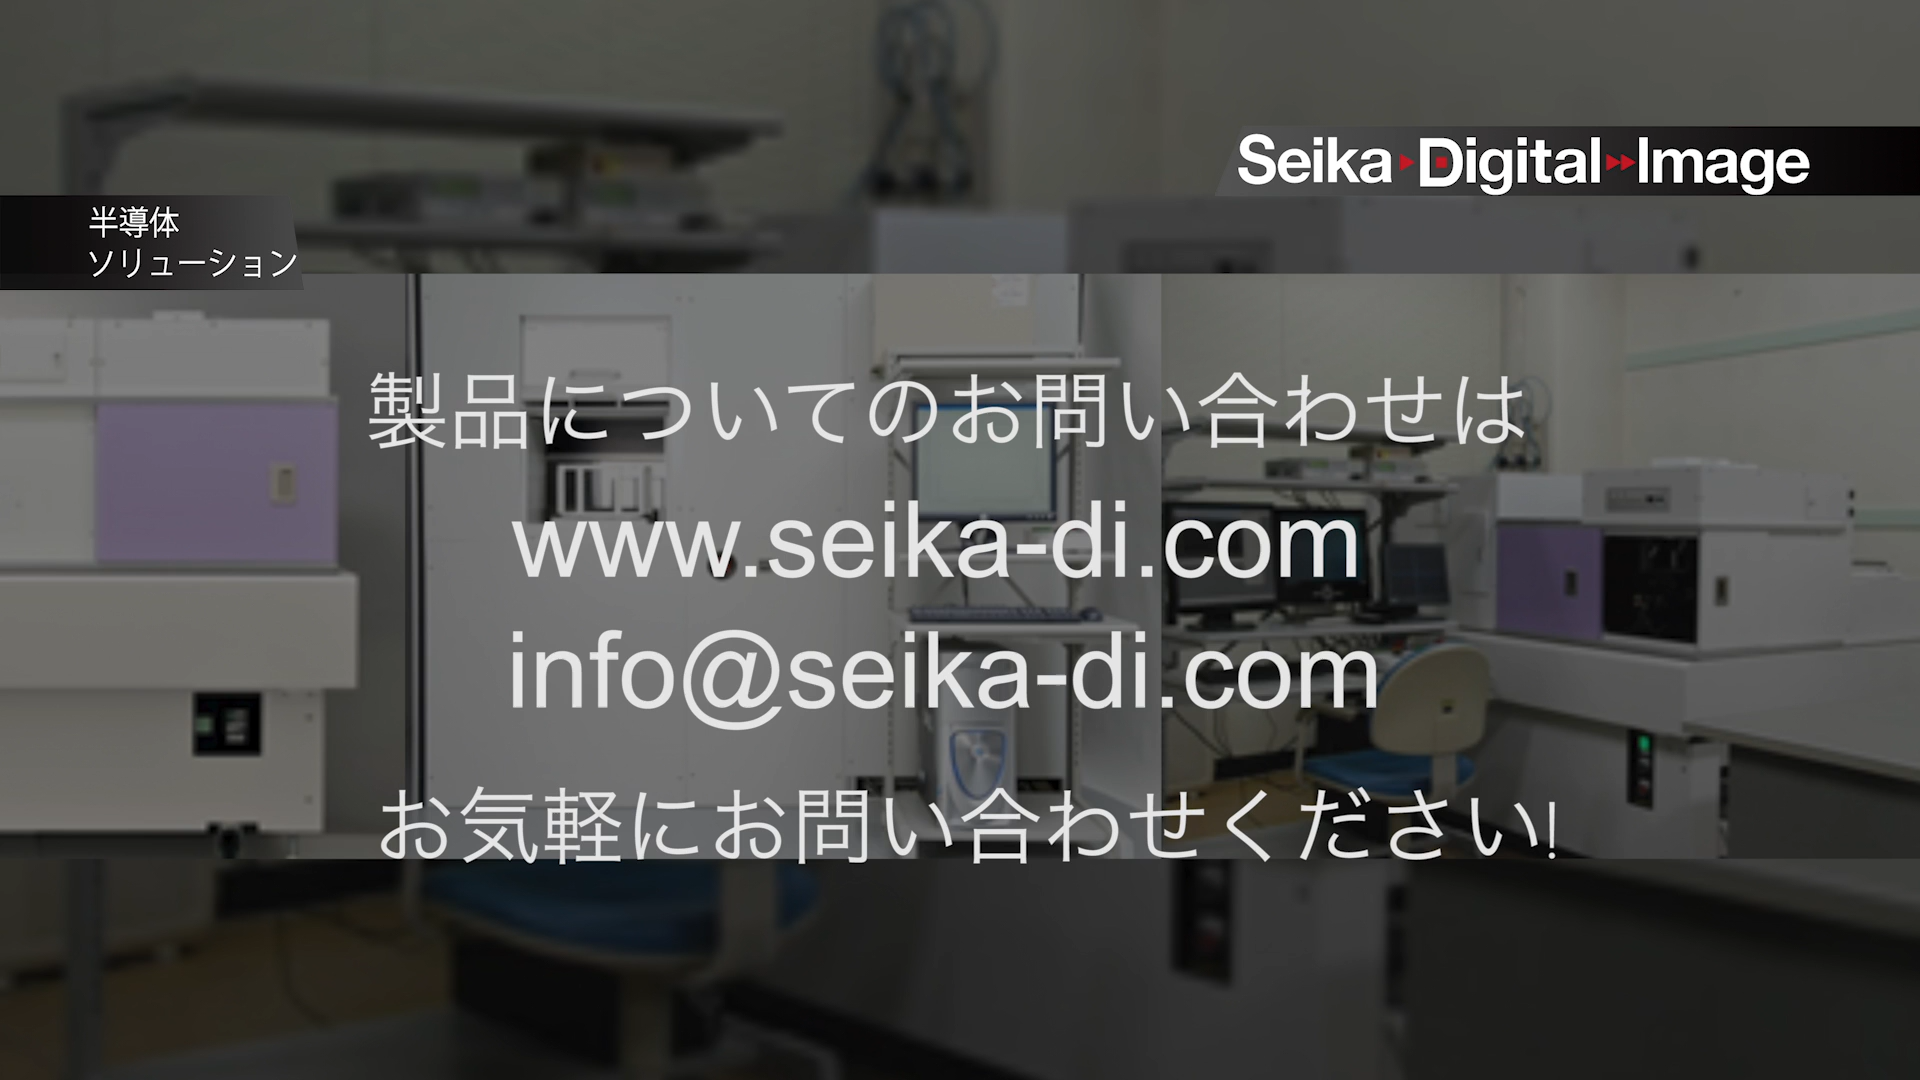 Seika Digital Image
半導体
ソリューション
製品についてのお問い合わせは
www.seika-di.com
info@seika-di.com
お気軽にお問い合わせください!